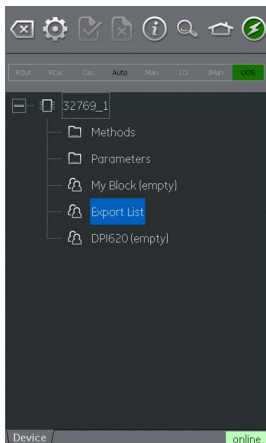 ROut RCas Cas Auto Man LO IMan OOS
32769_1
Methods
Parameters
My Block (empty)
Export List
DPI620 (empty)
Device online